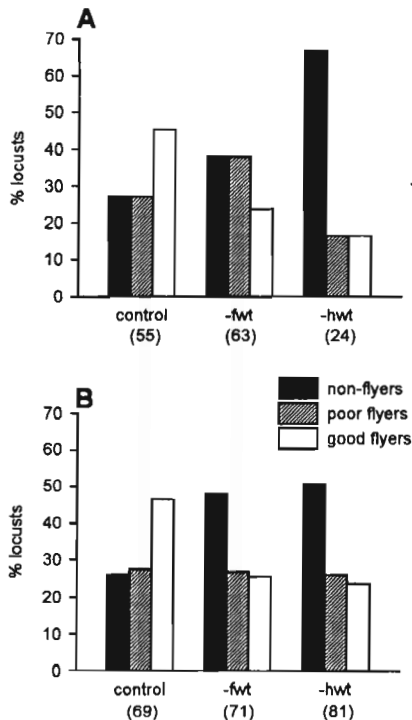 A
70
60
50
40
30
20
10
0
% locusts
control -fwt -hwt
(55) (63) (24)
non-flyers
poor flyers
good flyers
B
70
60
50
40
30
20
10
0
% locusts
control -fwt -hwt
(69) (71) (81)